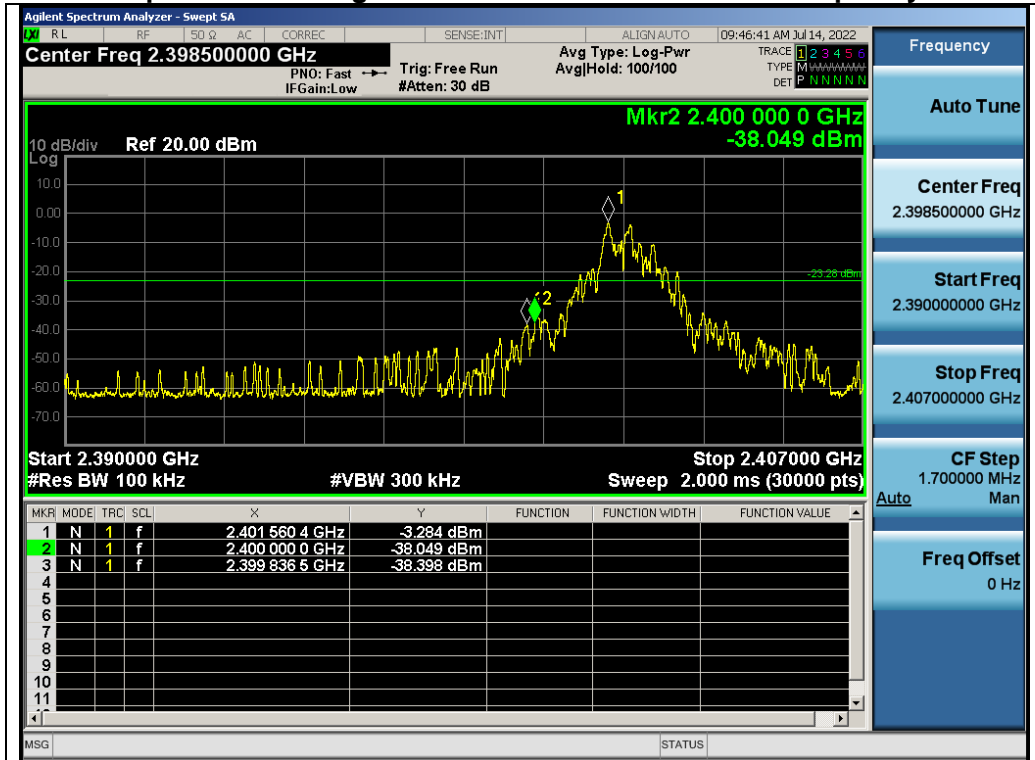 Agilent Spectrum Analyzer - Swept SA
LXI RL RF 50 Ω AC CORREC SENSE:INT ALIGN AUTO 09:46:41 AM Jul 14, 2022
Center Freq 2.398500000 GHz
PNO: Fast
IFGain:Low
Trig: Free Run
#Atten: 30 dB
Avg Type: Log-Pwr
Avg|Hold: 100/100
TRACE 1 2 3 4 5 6
TYPE M W W W W W
DET P N N N N N
Mkr2 2.400 000 0 GHz
-38.049 dBm
10 dB/div Ref 20.00 dBm
Log
10.0
0.00
-10.0
-20.0
-30.0
-40.0
-50.0
-60.0
-70.0
1
2
-23.28 dBm
Start 2.390000 GHz Stop 2.407000 GHz
#Res BW 100 kHz #VBW 300 kHz Sweep 2.000 ms (30000 pts)
MKR MODE TRC SCL X Y FUNCTION FUNCTION WIDTH FUNCTION VALUE
1 N 1 f 2.401 560 4 GHz -3.284 dBm
2 N 1 f 2.400 000 0 GHz -38.049 dBm
3 N 1 f 2.399 836 5 GHz -38.398 dBm
4
5
6
7
8
9
10
11
MSG STATUS
Frequency
Auto Tune
Center Freq
2.398500000 GHz
Start Freq
2.390000000 GHz
Stop Freq
2.407000000 GHz
CF Step
1.700000 MHz
Auto Man
Freq Offset
0 Hz